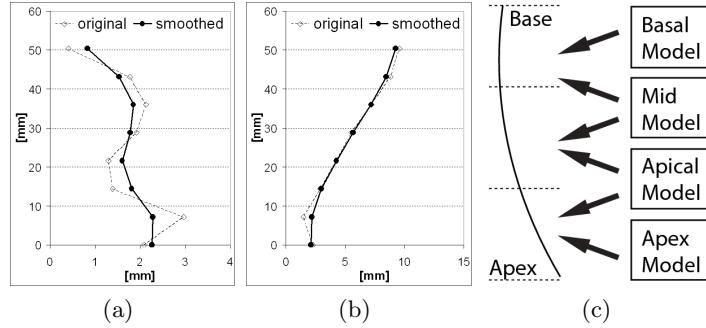 original smoothed
60
50
40
30
20
10
0
[mm]
0 1 2 3 4
[mm]
(a)
original smoothed
60
50
40
30
20
10
0
[mm]
0 5 10 15
[mm]
(b)
Base
Apex
Basal
Model
Mid
Model
Apical
Model
Apex
Model
(c)